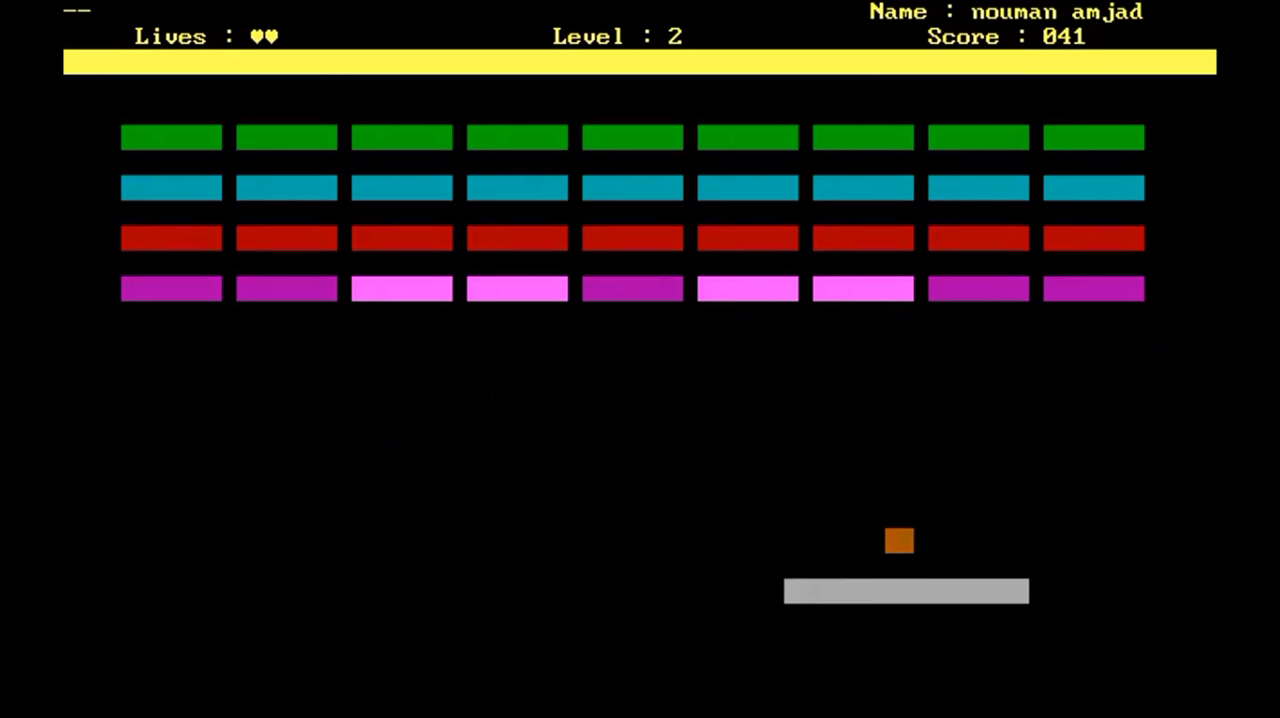 Name : nouman amjad
Lives : ♥♥ Level : 2 Score : 041